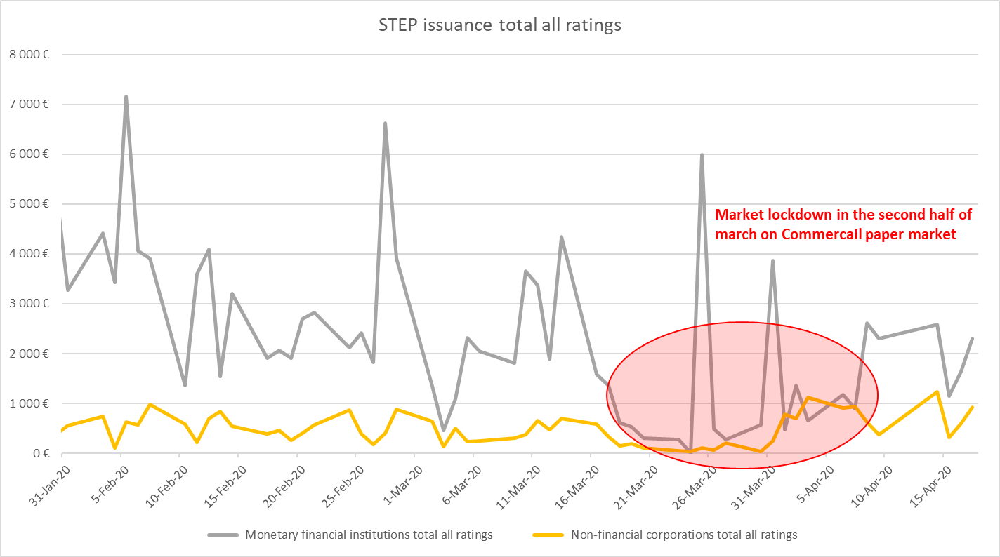 STEP issuance total all ratings
8 000 €
7 000 €
6 000 €
5 000 €
4 000 €
3 000 €
2 000 €
1 000 €
0 €
Market lockdown in the second half of
march on Commercail paper market
31-Jan-20
5-Feb-20
10-Feb-20
15-Feb-20
20-Feb-20
25-Feb-20
1-Mar-20
6-Mar-20
11-Mar-20
16-Mar-20
21-Mar-20
26-Mar-20
31-Mar-20
5-Apr-20
10-Apr-20
15-Apr-20
Monetary financial institutions total all ratings
Non-financial corporations total all ratings